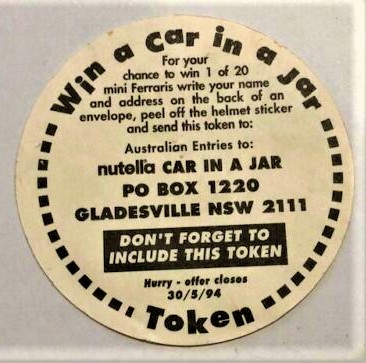 Win a Car in a Jar
For your
chance to win 1 of 20
mini Ferraris write your name
and address on the back of an
envelope, peel off the helmet sticker
and send this token to:
Australian Entries to:
nutella CAR IN A JAR
PO BOX 1220
GLADESVILLE NSW 2111
DON'T FORGET TO
INCLUDE THIS TOKEN
Hurry - offer closes
30/5/94
Token